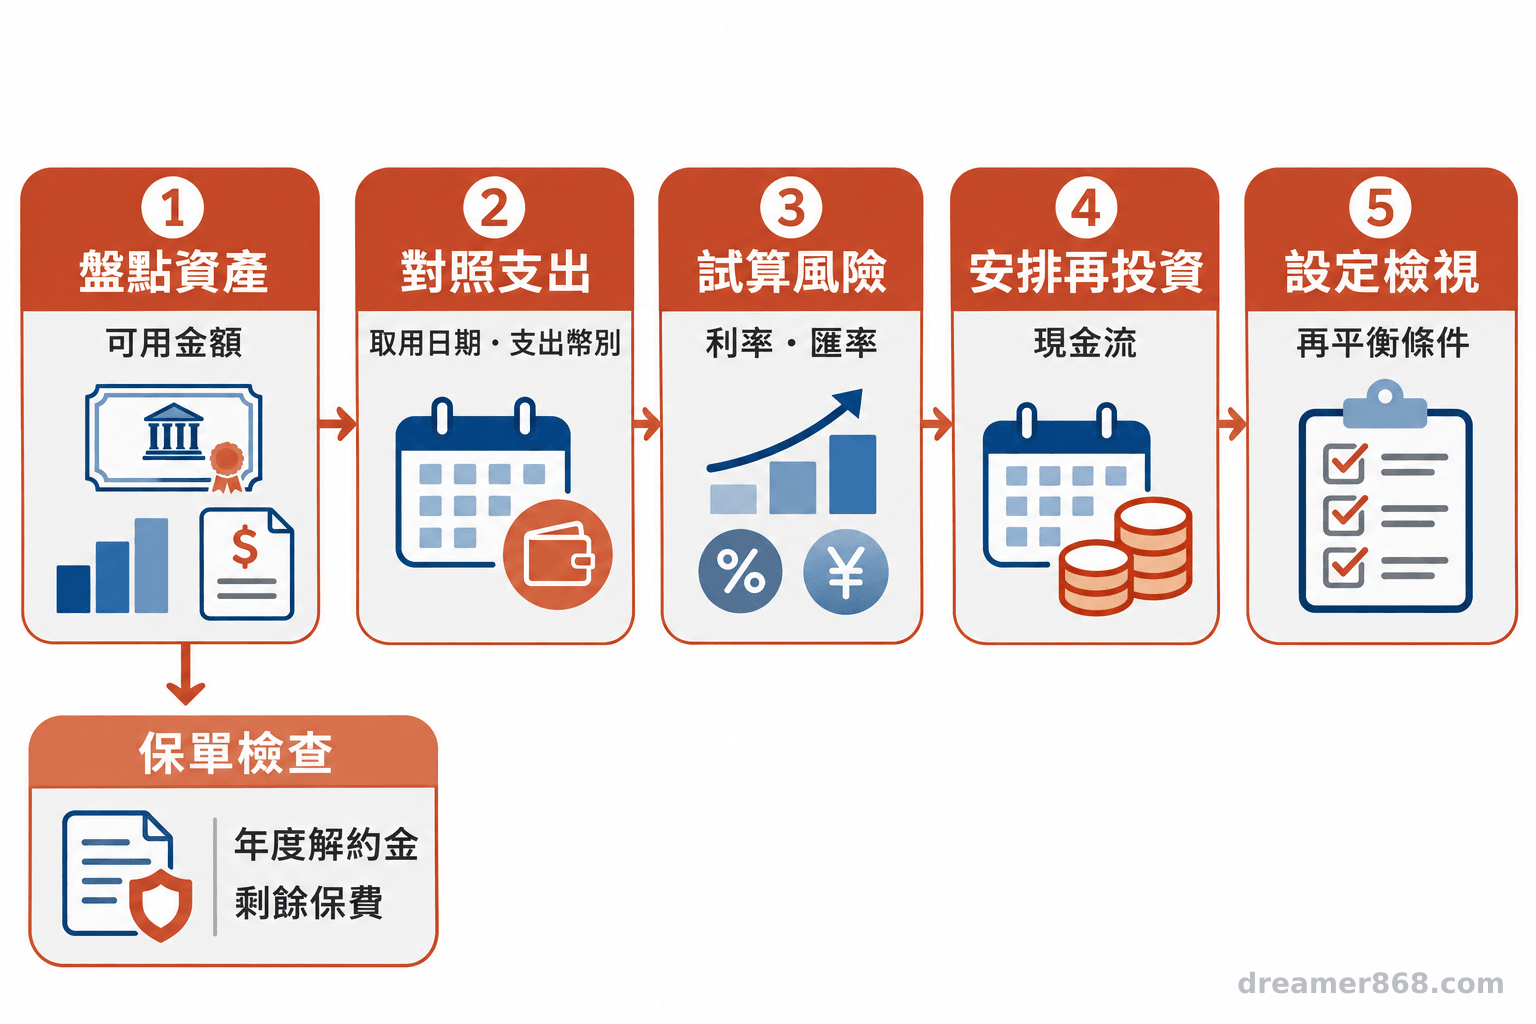 1
盤點資產
可用金額
$
2
對照支出
取用日期・支出幣別
3
試算風險
利率・匯率
%
¥
4
安排再投資
現金流
5
設定檢視
再平衡條件
保單檢查
年度解約金
剩餘保費
dreamer868.com